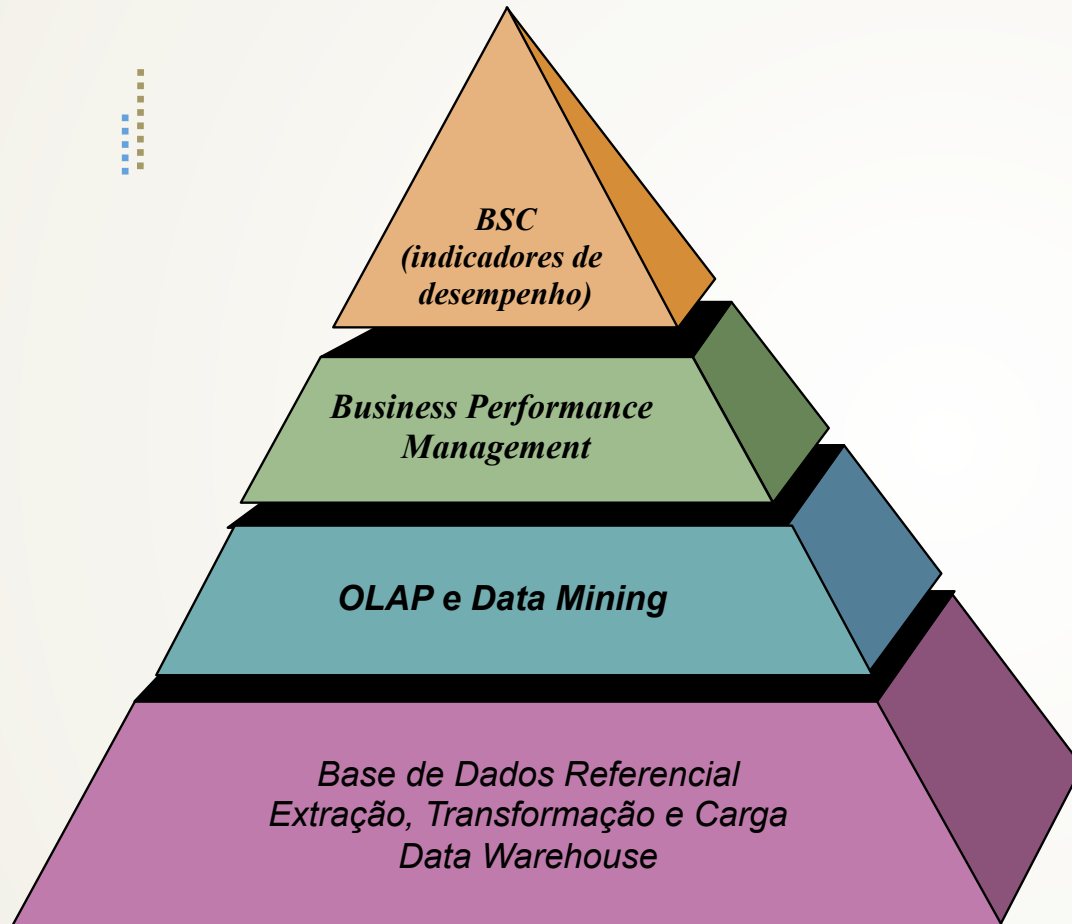 BSC
(indicadores de
desempenho)
Business Performance
Management
OLAP e Data Mining
Base de Dados Referencial
Extração, Transformação e Carga
Data Warehouse